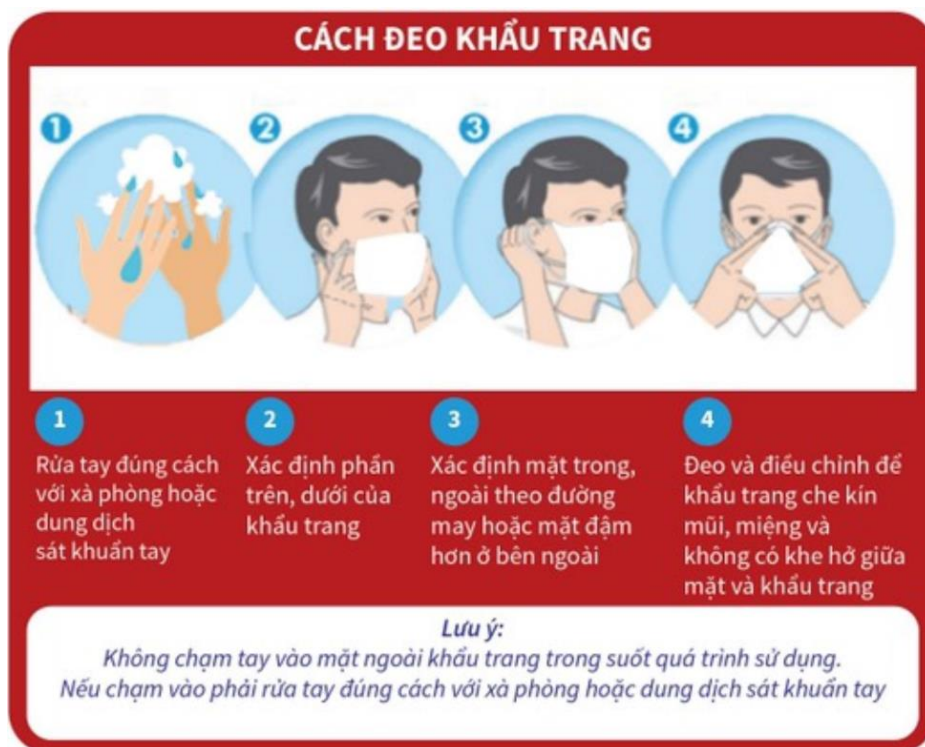 CÁCH ĐEO KHẨU TRANG
1
2
3
4
1
Rửa tay đúng cách
với xà phòng hoặc
dung dịch
sát khuẩn tay
2
Xác định phần
trên, dưới của
khẩu trang
3
Xác định mặt trong,
ngoài theo đường
may hoặc mặt đậm
hơn ở bên ngoài
4
Đeo và điều chỉnh để
khẩu trang che kín
mũi, miệng và
không có khe hở giữa
mặt và khẩu trang
Lưu ý:
Không chạm tay vào mặt ngoài khẩu trang trong suốt quá trình sử dụng.
Nếu chạm vào phải rửa tay đúng cách với xà phòng hoặc dung dịch sát khuẩn tay